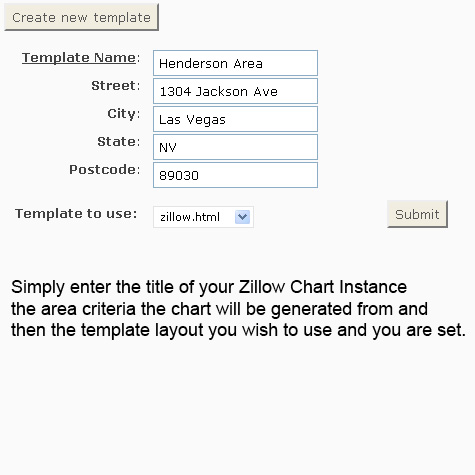 Create new template
Template Name: Henderson Area
Street: 1304 Jackson Ave
City: Las Vegas
State: NV
Postcode: 89030
Template to use: zillow.html Submit
Simply enter the title of your Zillow Chart Instance
the area criteria the chart will be generated from and
then the template layout you wish to use and you are set.